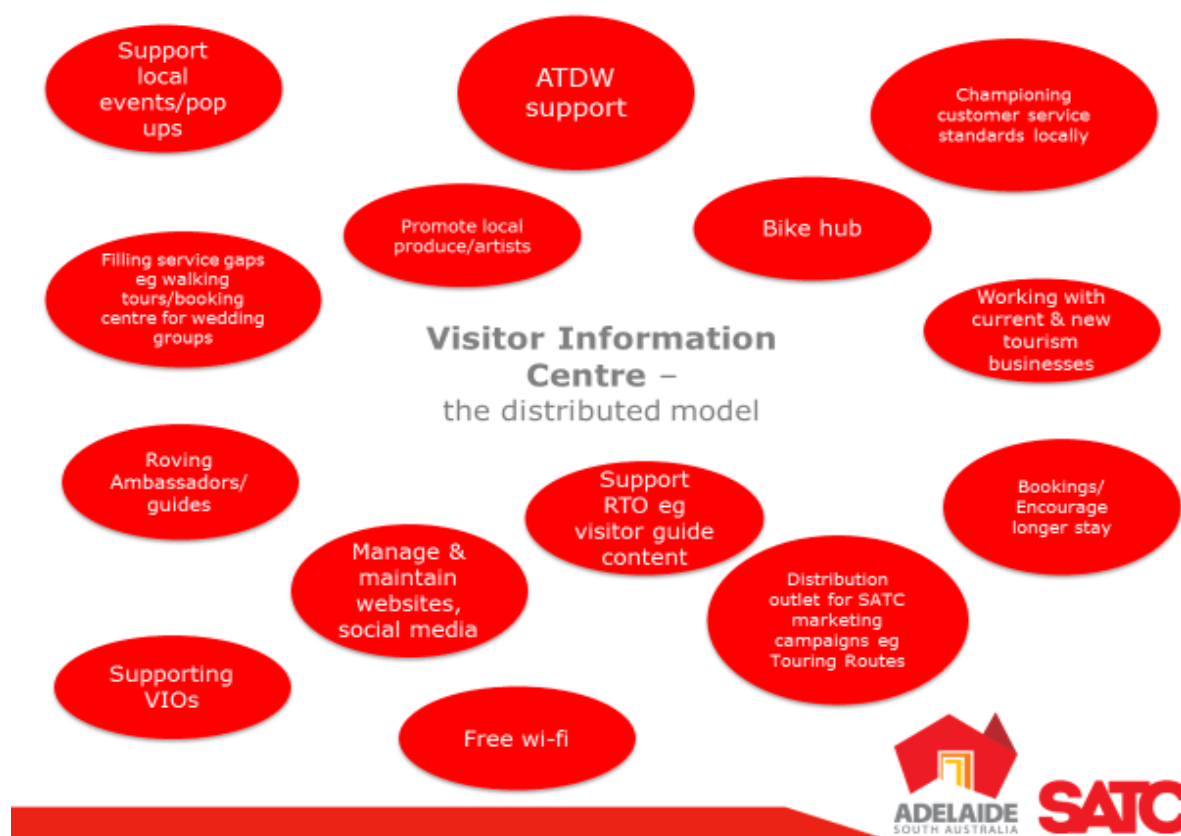 Support
local
events/pop
ups
ATDW
support
Championing
customer service
standards locally
Promote local
produce/artists
Bike hub
Filling service gaps
eg walking
tours/booking
centre for wedding
groups
Working with
current & new
tourism
businesses
Visitor Information
Centre –
the distributed model
Roving
Ambassadors/
guides
Support
RTO eg
visitor guide
content
Bookings/
Encourage
longer stay
Manage &
maintain
websites,
social media
Distribution
outlet for SATC
marketing
campaigns eg
Touring Routes
Supporting
VIOs
Free wi-fi
ADELAIDE
SOUTH AUSTRALIA
SATC